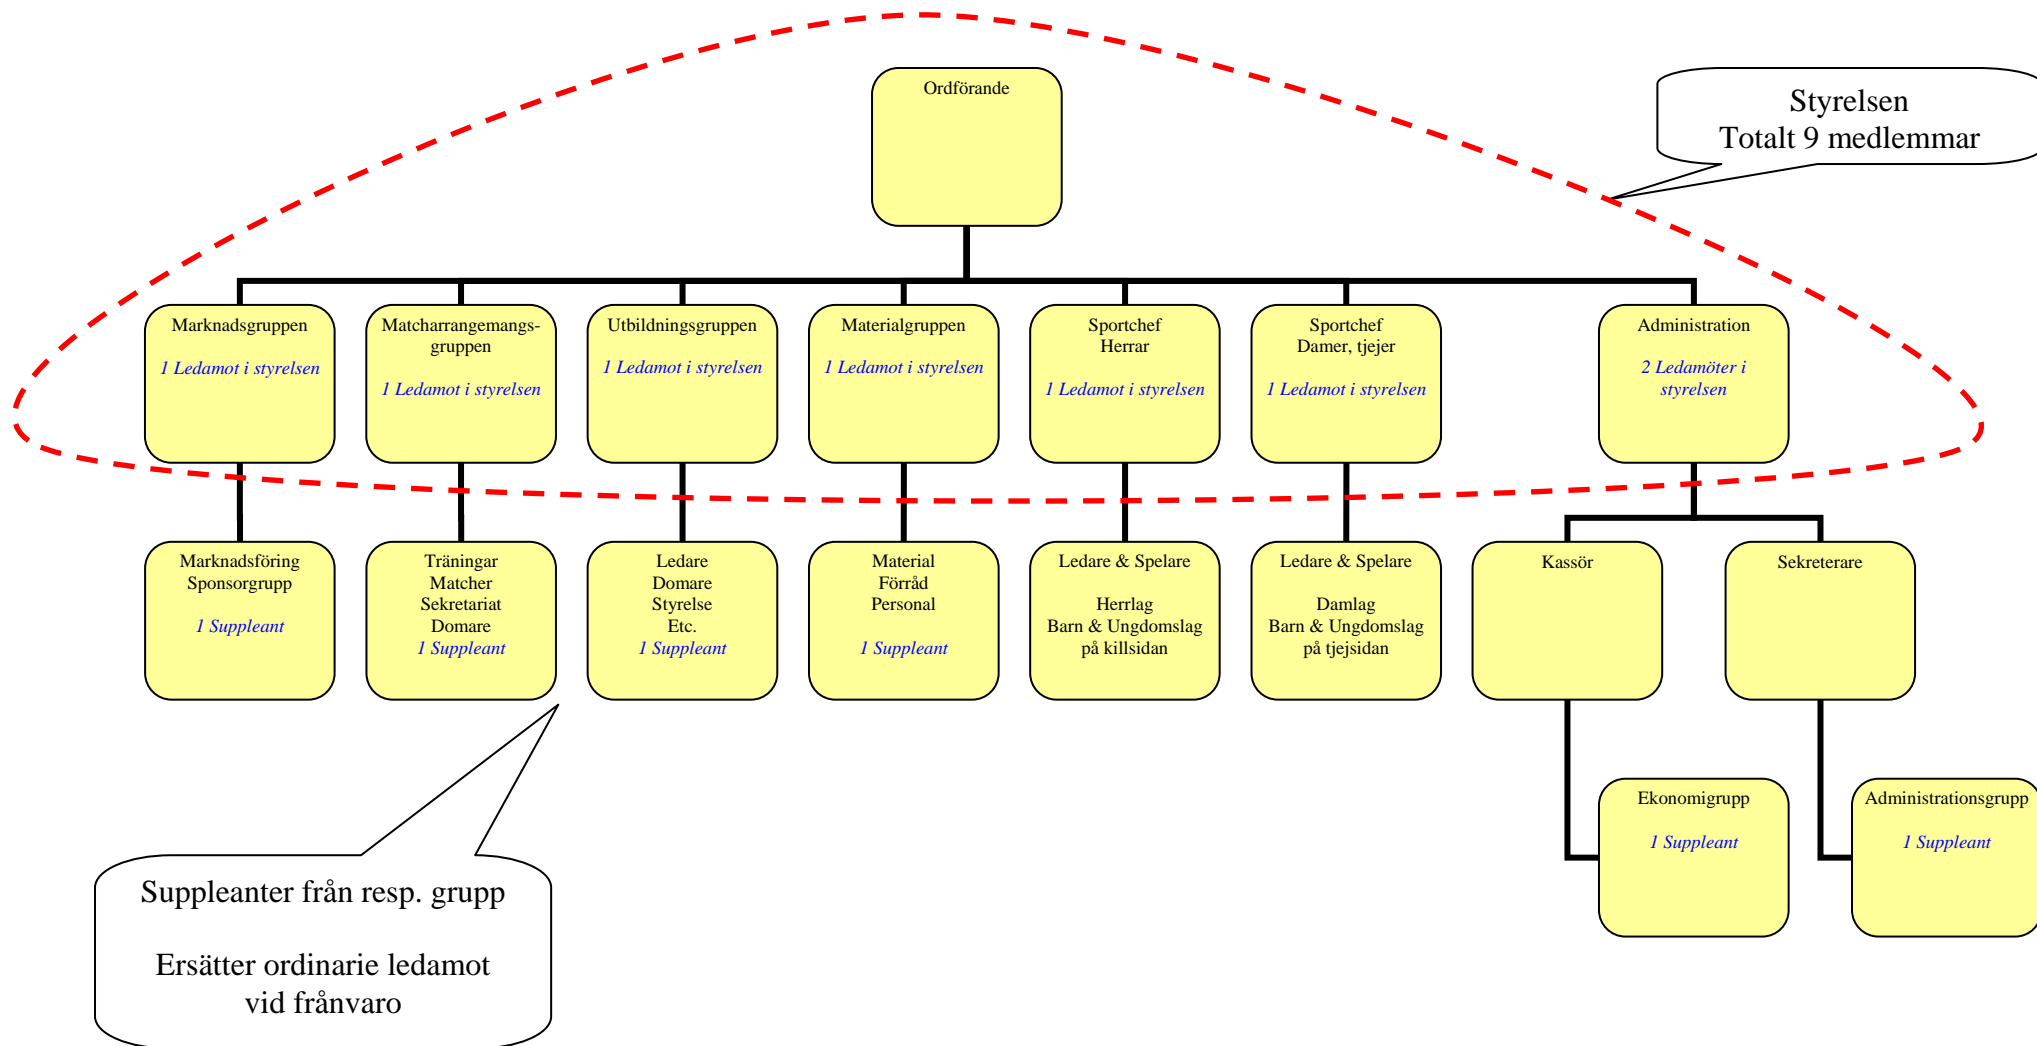 Ordförande
Styrelsen
Totalt 9 medlemmar
Marknadsgruppen
1 Ledamot i styrelsen
Matcharrangemangs-
gruppen
1 Ledamot i styrelsen
Utbildningsgruppen
1 Ledamot i styrelsen
Materialgruppen
1 Ledamot i styrelsen
Sportchef
Herrar
1 Ledamot i styrelsen
Sportchef
Damer, tjejer
1 Ledamot i styrelsen
Administration
2 Ledamöter i
styrelsen
Marknadsföring
Sponsorgrupp
1 Suppleant
Träningar
Matcher
Sekretariat
Domare
1 Suppleant
Ledare
Domare
Styrelse
Etc.
1 Suppleant
Material
Förråd
Personal
1 Suppleant
Ledare & Spelare
Herrlag
Barn & Ungdomslag
på killsidan
Ledare & Spelare
Damlag
Barn & Ungdomslag
på tjejsidan
Kassör
Sekreterare
Ekonomigrupp
1 Suppleant
Administrationsgrupp
1 Suppleant
Suppleanter från resp. grupp
Ersätter ordinarie ledamot
vid frånvaro